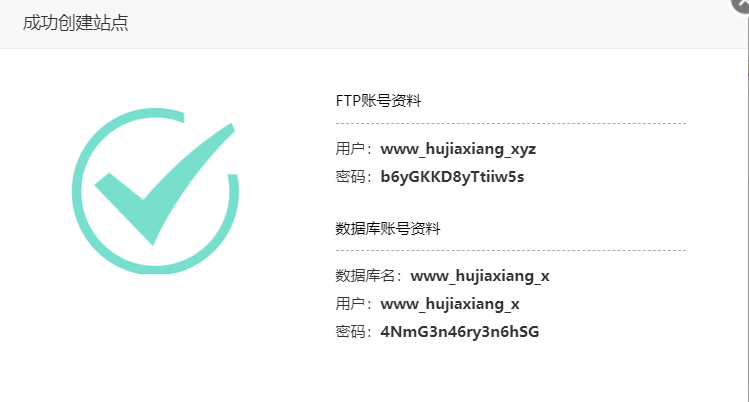 成功创建站点
FTP账号资料
用户：www_hujiaxiang_xyz
密码：b6yGKKD8yTtiiw5s
数据库账号资料
数据库名：www_hujiaxiang_x
用户：www_hujiaxiang_x
密码：4NmG3n46ry3n6hSG